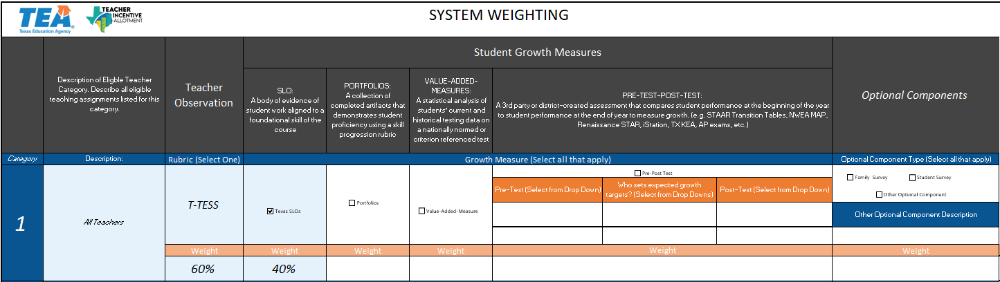 TEA
Texas Education Agency
TEACHER
INCENTIVE
ALLOTMENT
SYSTEM WEIGHTING
Description of Eligible Teacher
Category. Describe all eligible
teaching assignments listed for this
category.
Teacher
Observation
Student Growth Measures
SLO:
A body of evidence of
student work aligned to a
foundational skill of the
course
PORTFOLIOS:
A collection of
completed artifacts that
demonstrates student
proficiency using a skill
progression rubric
VALUE-ADDED-
MEASURES:
A statistical analysis of
students' current and
historical testing data on
a nationally normed or
criterion referenced test
PRE-TEST-POST-TEST:
A 3rd party or district-created assessment that compares student performance at the beginning of the year
to student performance at the end of year to measure growth. (e.g. STAAR Transition Tables, NWEA MAP,
Renaissance STAR, iStation, TX KEA, AP exams, etc.)
Optional Components
Category
Description:
Rubric (Select One)
Growth Measure (Select all that apply)
Optional Component Type (Select all that apply)
1
All Teachers
T-TESS
Texas SLOs
Portfolios
Value-Added-Measure
Pre-Post Test
Pre-Test (Select from Drop Down)
Who sets expected growth
targets? (Select from Drop Downs)
Post-Test (Select from Drop Down)
Family Survey
Student Survey
Other Optional Component
Other Optional Component Description
Weight
Weight
Weight
Weight
Weight
Weight
60%
40%